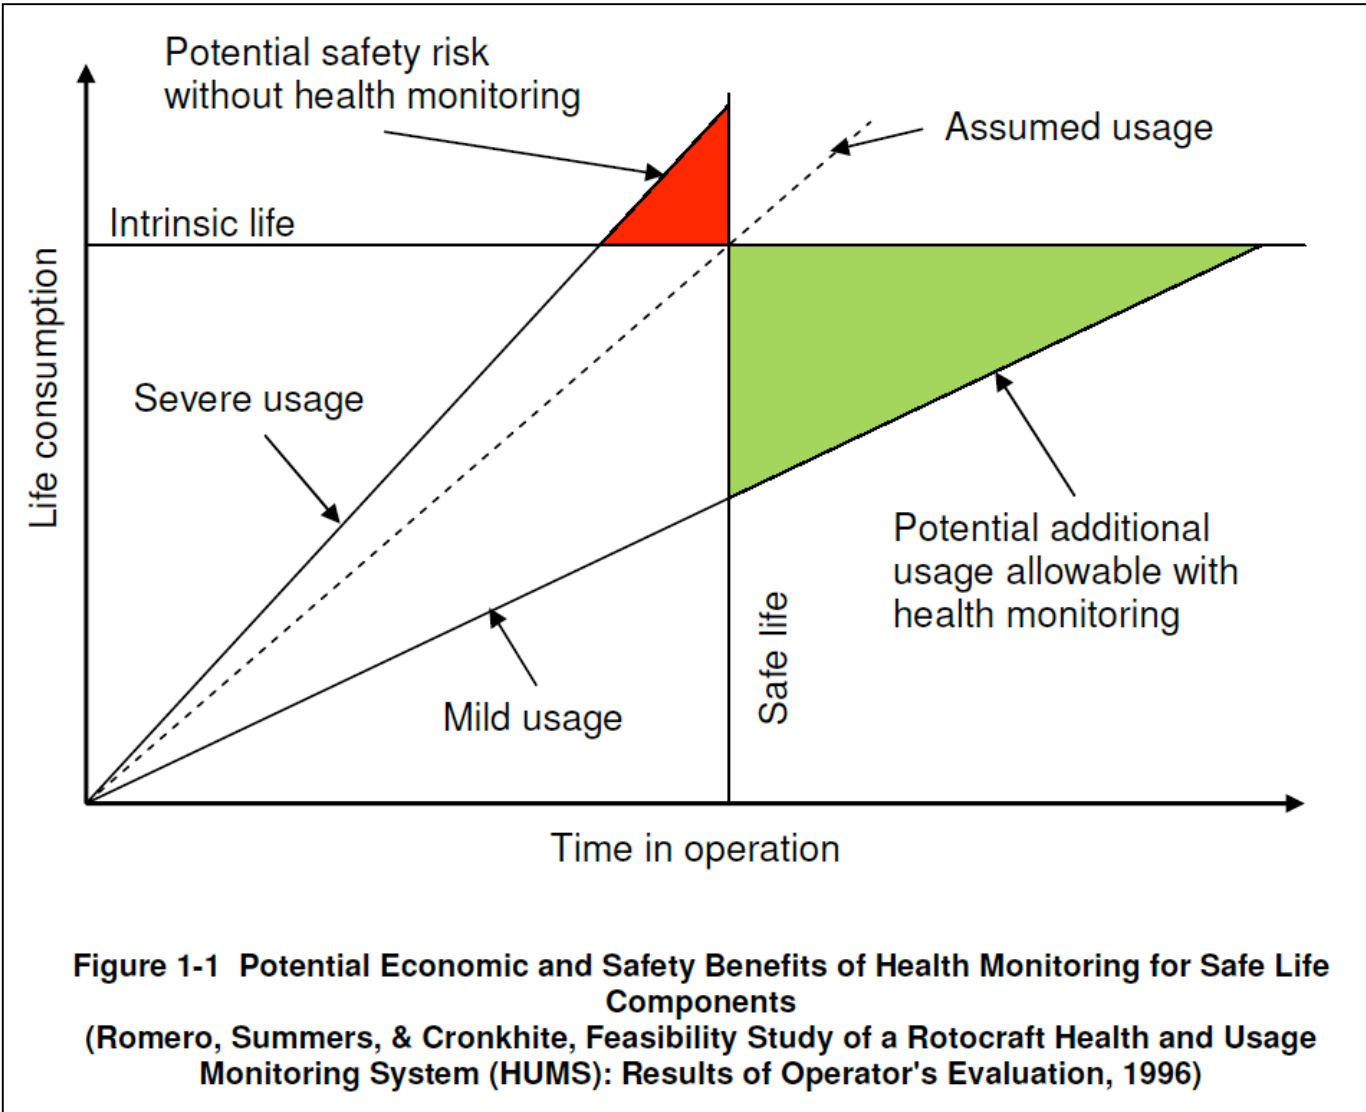 Potential safety risk
without health monitoring
Assumed usage
Intrinsic life
Life consumption
Severe usage
Potential additional
usage allowable with
health monitoring
Safe life
Mild usage
Time in operation
Figure 1-1 Potential Economic and Safety Benefits of Health Monitoring for Safe Life
Components
(Romero, Summers, & Cronkhite, Feasibility Study of a Rotocraft Health and Usage
Monitoring System (HUMS): Results of Operator's Evaluation, 1996)